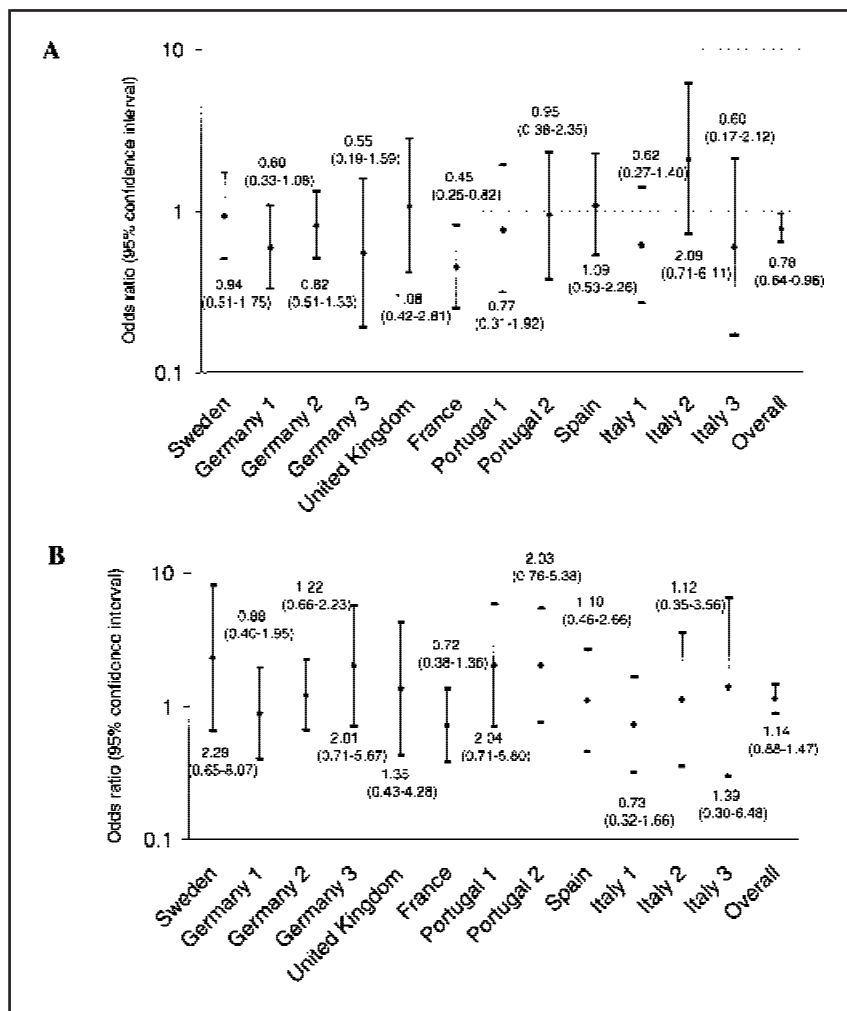 A
Odds ratio (95% confidence interval)
10
1
0.1
0.94
(0.51-1.75)
0.60
(0.33-1.08)
0.82
(0.51-1.33)
0.55
(0.19-1.59)
1.08
(0.42-2.81)
0.45
(0.25-0.82)
0.77
(0.31-1.92)
0.95
(0.38-2.35)
1.09
(0.53-2.26)
0.62
(0.27-1.40)
2.09
(0.71-6.11)
0.60
(0.17-2.12)
0.78
(0.64-0.96)
Sweden
Germany 1
Germany 2
Germany 3
United Kingdom
France
Portugal 1
Portugal 2
Spain
Italy 1
Italy 2
Italy 3
Overall
B
Odds ratio (95% confidence interval)
10
1
0.1
2.29
(0.65-8.07)
0.88
(0.40-1.95)
1.22
(0.66-2.23)
2.01
(0.71-5.67)
1.35
(0.43-4.28)
0.72
(0.38-1.36)
2.04
(0.71-5.80)
2.03
(0.76-5.38)
1.10
(0.46-2.66)
0.73
(0.32-1.66)
1.12
(0.35-3.56)
1.39
(0.30-6.48)
1.14
(0.88-1.47)
Sweden
Germany 1
Germany 2
Germany 3
United Kingdom
France
Portugal 1
Portugal 2
Spain
Italy 1
Italy 2
Italy 3
Overall